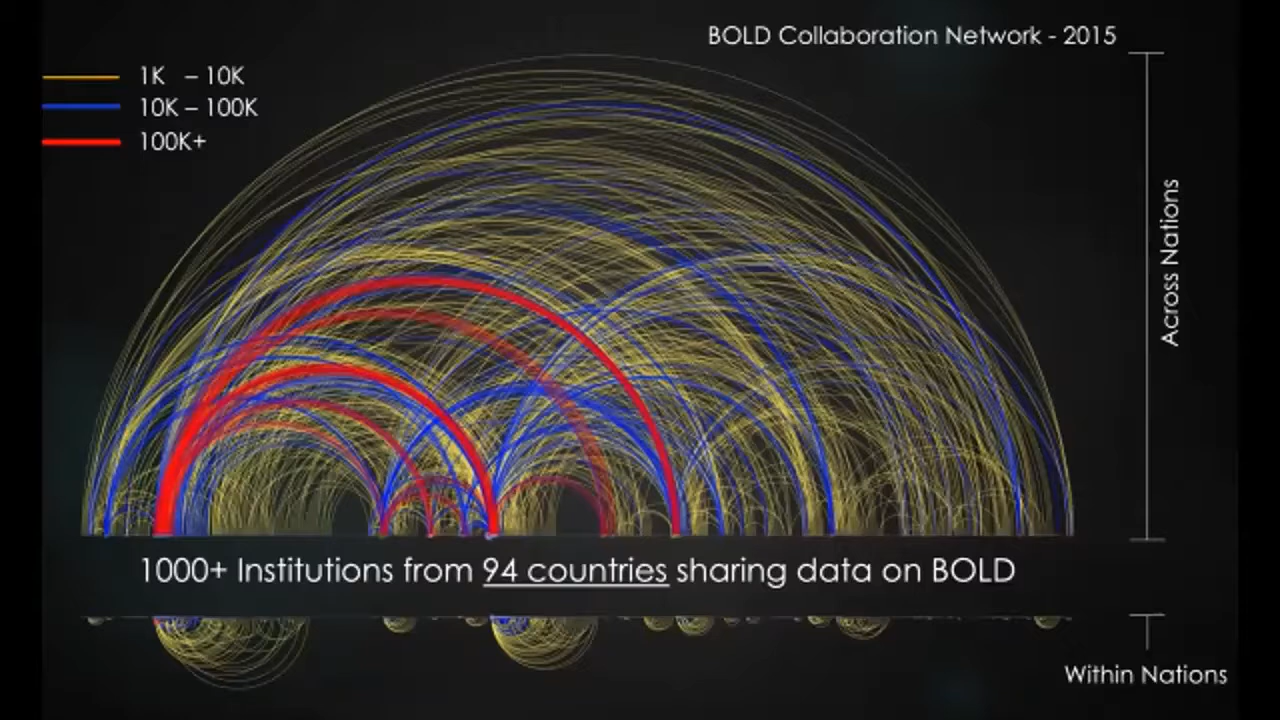 BOLD Collaboration Network - 2015
1K – 10K
10K – 100K
100K+
Across Nations
1000+ Institutions from 94 countries sharing data on BOLD
Within Nations